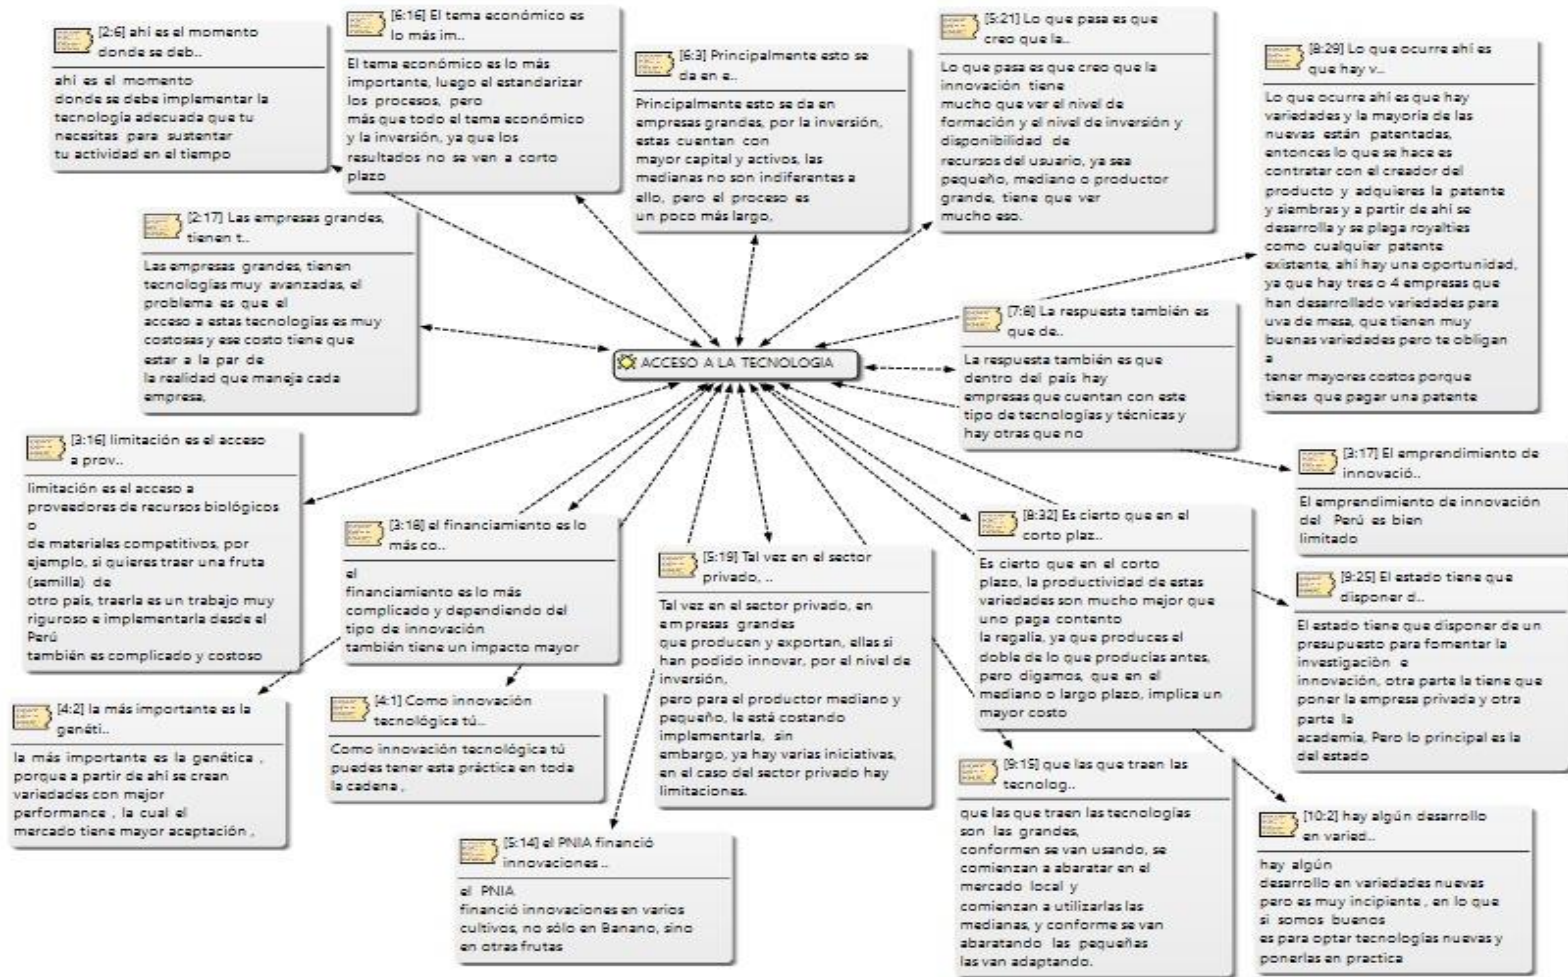 [2:6] ahí es el momento
donde se deb..
ahí es el momento
donde se debe implementar la
tecnología adecuada que tu
necesitas para sustentar
tu actividad en el tiempo
[6:16] El tema económico es
lo más im..
El tema económico es lo más
importante, luego el estandarizar
los procesos, pero
más que todo el tema económico
y la inversión, ya que los
resultados no se ven a corto
plazo
[6:3] Principalmente esto se
da en e..
Principalmente esto se da en
empresas grandes, por la inversión,
estas cuentan con
mayor capital y activos, las
medianas no son indiferentes a
ello, pero el proceso es
un poco más largo,
[5:21] Lo que pasa es que
creo que la..
Lo que pasa es que creo que la
innovación tiene
mucho que ver el nivel de
formación y el nivel de inversión y
disponibilidad de
recursos del usuario, ya sea
pequeño, mediano o productor
grande, tiene que ver
mucho eso.
[8:29] Lo que ocurre ahí es
que hay v..
Lo que ocurre ahí es que hay
variedades y la mayoría de las
nuevas están patentadas,
entonces lo que se hace es
contratar con el creador del
producto y adquieres la patente
y siembras y a partir de ahí se
desarrolla y se plaga royalties
como cualquier patente
existente, ahí hay una oportunidad,
ya que hay tres o 4 empresas que
han desarrollado variedades para
uva de mesa, que tienen muy
buenas variedades pero te obligan
a
tener mayores costos porque
tienes que pagar una patente
[2:17] Las empresas grandes,
tienen t..
Las empresas grandes, tienen
tecnologías muy avanzadas, el
problema es que el
acceso a estas tecnologías es muy
costosas y ese costo tiene que
estar a la par de
la realidad que maneja cada
empresa,
[7:8] La respuesta también es
que de..
La respuesta también es que
dentro del país hay
empresas que cuentan con este
tipo de tecnologías y técnicas y
hay otras que no
ACCESO A LA TECNOLOGIA
[3:16] limitación es el acceso
a prov..
limitación es el acceso a
proveedores de recursos biológicos
o
de materiales competitivos, por
ejemplo, si quieres traer una fruta
(semilla) de
otro país, traerla es un trabajo muy
riguroso e implementarla desde el
Perú
también es complicado y costoso
[3:18] el financiamiento es lo
más co..
el
financiamiento es lo más
complicado y dependiendo del
tipo de innovación
también tiene un impacto mayor
[5:19] Tal vez en el sector
privado, ..
Tal vez en el sector privado, en
empresas grandes
que producen y exportan, ellas si
han podido innovar, por el nivel de
inversión,
pero para el productor mediano y
pequeño, le está costando
implementarla, sin
embargo, ya hay varias iniciativas,
en el caso del sector privado hay
limitaciones.
[8:32] Es cierto que en el
corto plaz..
Es cierto que en el corto
plazo, la productividad de estas
variedades son mucho mejor que
uno paga contento
la regalía, ya que produces el
doble de lo que producías antes,
pero digamos, que en el
mediano o largo plazo, implica un
mayor costo
[3:17] El emprendimiento de
innovació..
El emprendimiento de innovación
del Perú es bien
limitado
[9:25] El estado tiene que
disponer d..
El estado tiene que disponer de un
presupuesto para fomentar la
investigaciòn e
innovación, otra parte la tiene que
poner la empresa privada y otra
parte la
academia, Pero lo principal es la
del estado
[4:2] la más importante es la
genéti..
la más importante es la genética ,
porque a partir de ahí se crean
variedades con mejor
performance , la cual el
mercado tiene mayor aceptación ,
[4:1] Como innovación
tecnológica tú..
Como innovación tecnológica tú
puedes tener esta práctica en toda
la cadena ,
[5:14] el PNIA financió
innovaciones ..
el PNIA
financió innovaciones en varios
cultivos, no sólo en Banano, sino
en otras frutas
[9:15] que las que traen las
tecnolog..
que las que traen las tecnologías
son las grandes,
conformen se van usando, se
comienzan a abaratar en el
mercado local y
comienzan a utilizarlas las
medianas, y conforme se van
abaratando las pequeñas
las van adaptando.
[10:2] hay algún desarrollo
en varied..
hay algún
desarrollo en variedades nuevas
pero es muy incipiente , en lo que
si somos buenos
es para optar tecnologías nuevas y
ponerlas en practica